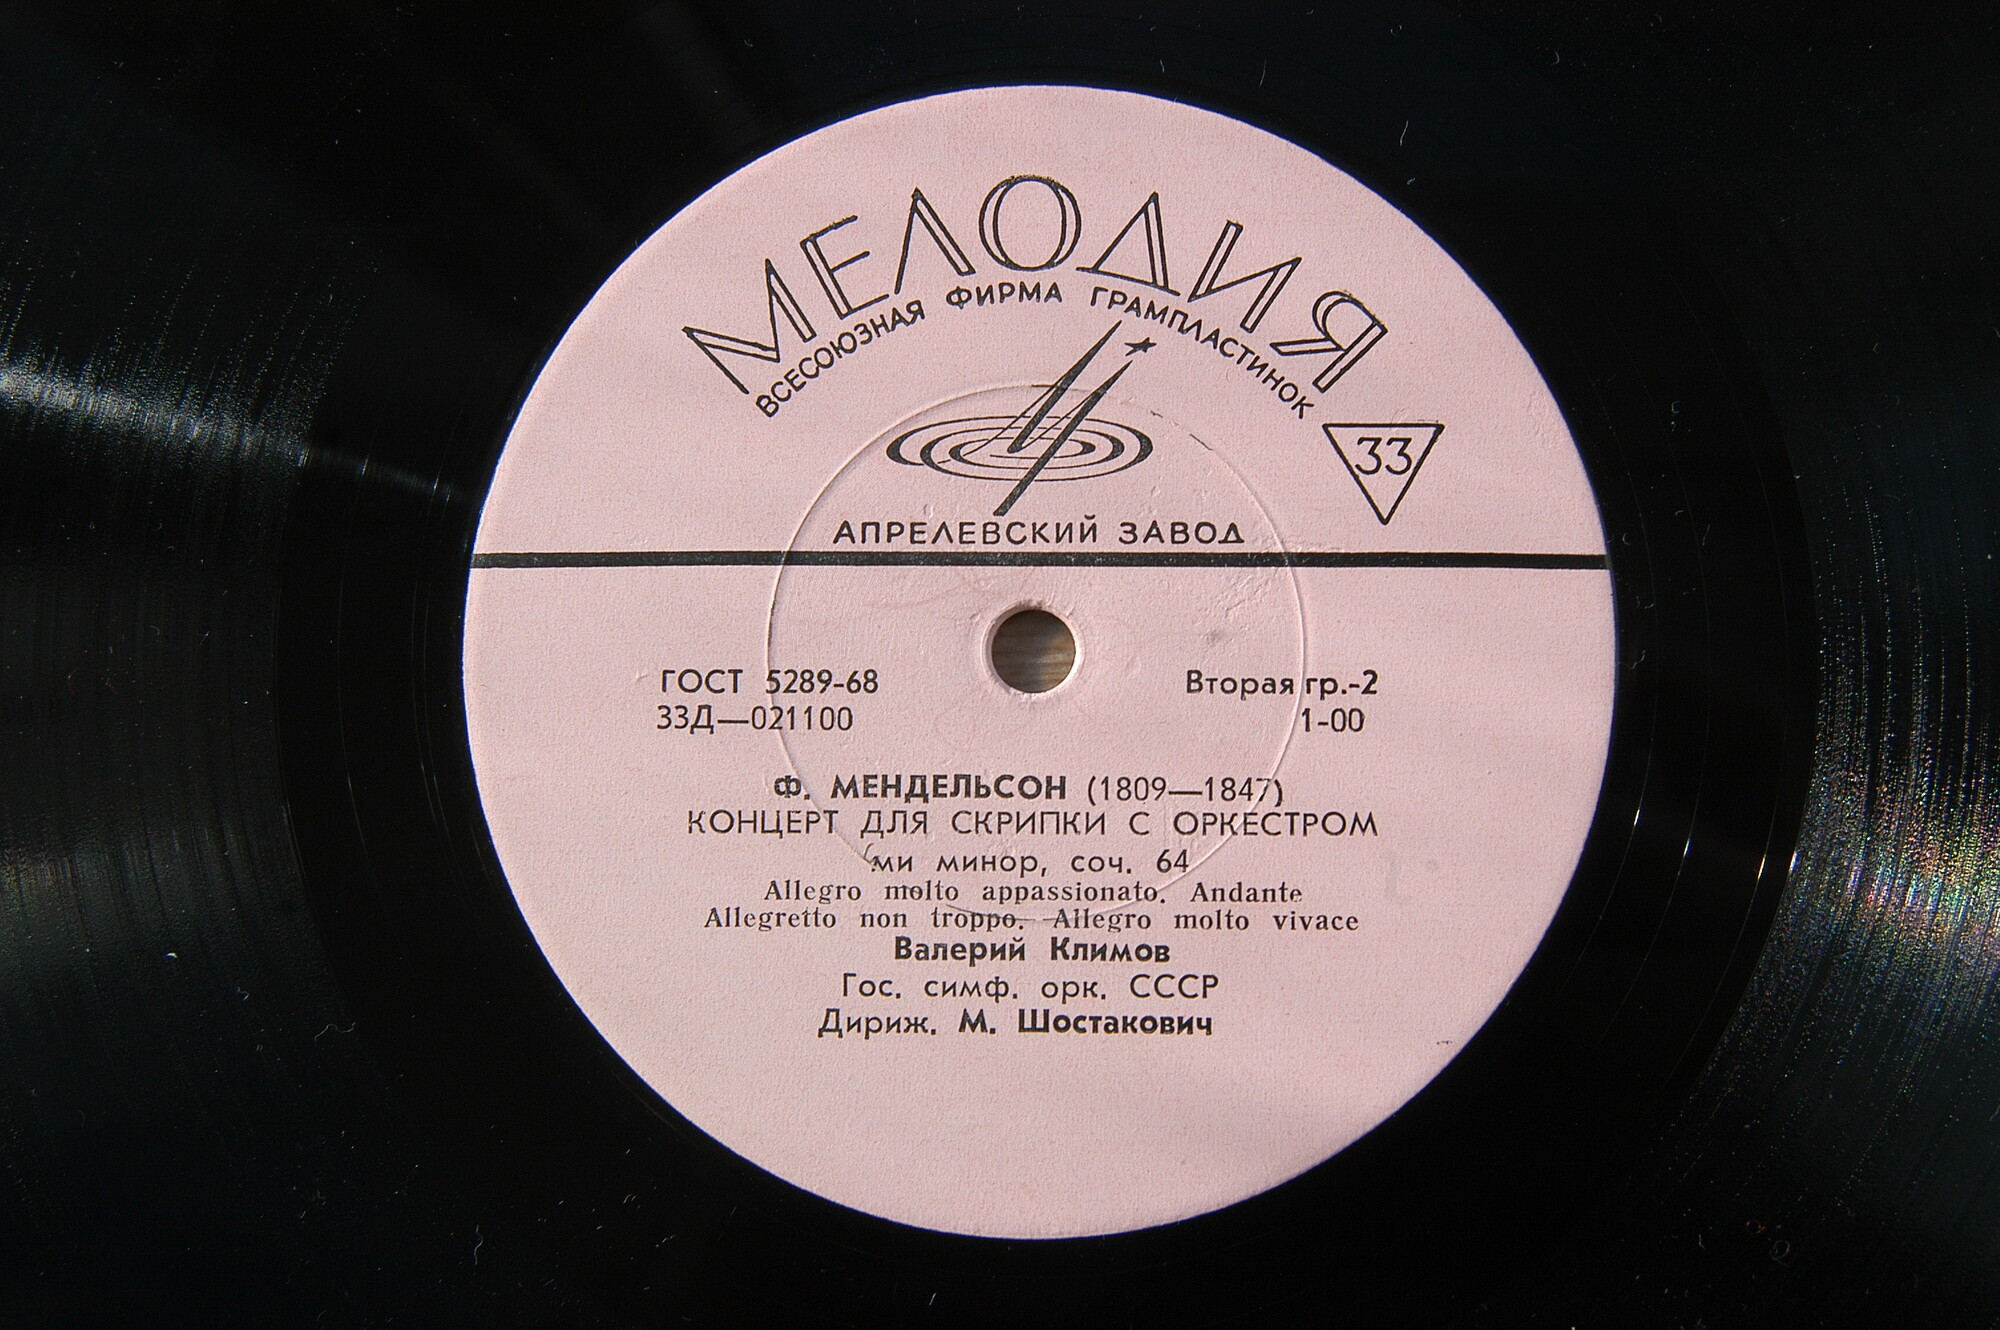 МЕЛОДИЯ
ВСЕСОЮЗНАЯ ФИРМА ГРАМПЛАСТИНОК
33
АПРЕЛЕВСКИЙ ЗАВОД
ГОСТ 5289-68 Вторая гр.-2
33Д—021100 1-00
Ф. МЕНДЕЛЬСОН (1809—1847)
КОНЦЕРТ ДЛЯ СКРИПКИ С ОРКЕСТРОМ
ми минор, соч. 64
Allegro molto appassionato. Andante
Allegretto non troppo. Allegro molto vivace
Валерий Климов
Гос. симф. орк. СССР
Дириж. М. Шостакович